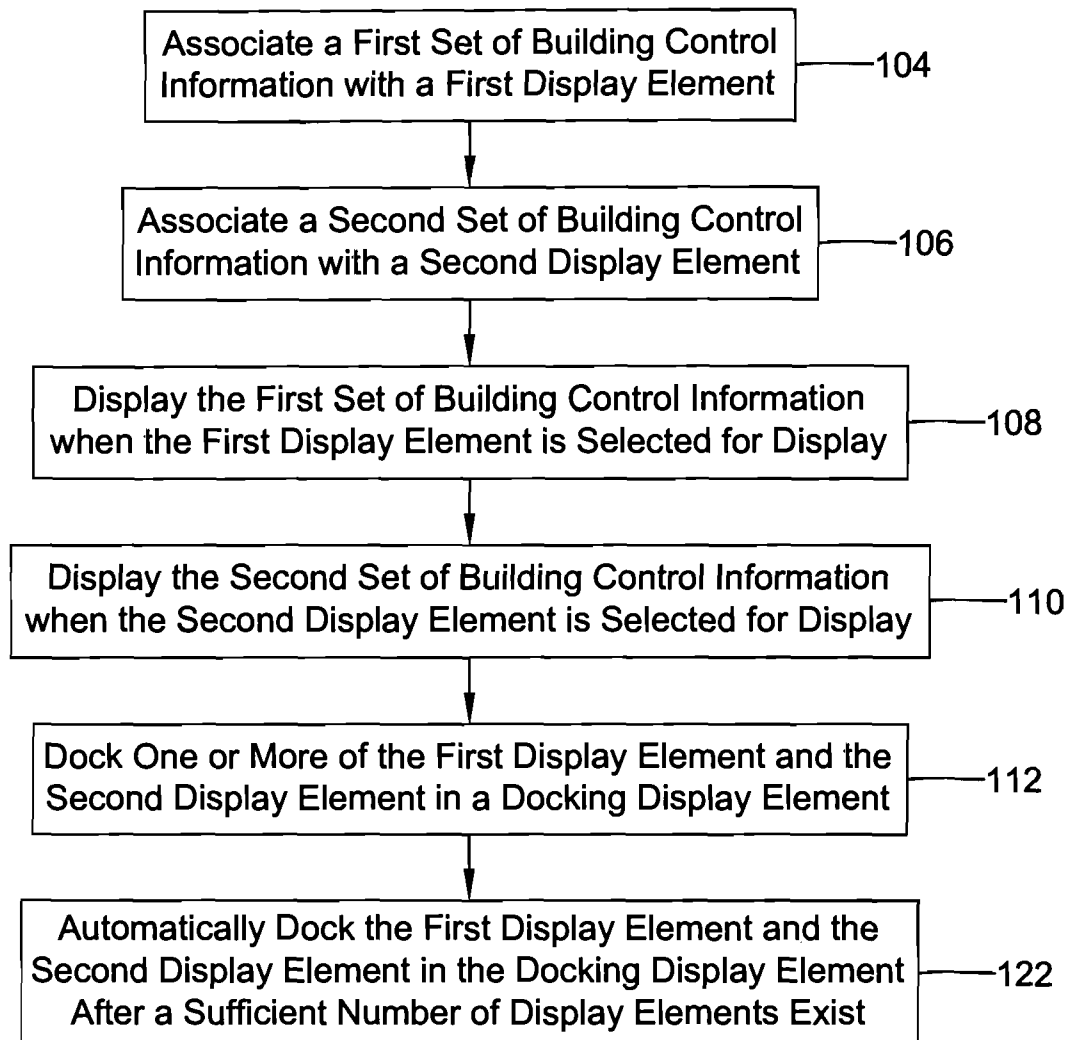 Associate a First Set of Building Control
Information with a First Display Element
104
Associate a Second Set of Building Control
Information with a Second Display Element
106
Display the First Set of Building Control Information
when the First Display Element is Selected for Display
108
Display the Second Set of Building Control Information
when the Second Display Element is Selected for Display
110
Dock One or More of the First Display Element and the
Second Display Element in a Docking Display Element
112
Automatically Dock the First Display Element and the
Second Display Element in the Docking Display Element
After a Sufficient Number of Display Elements Exist
122